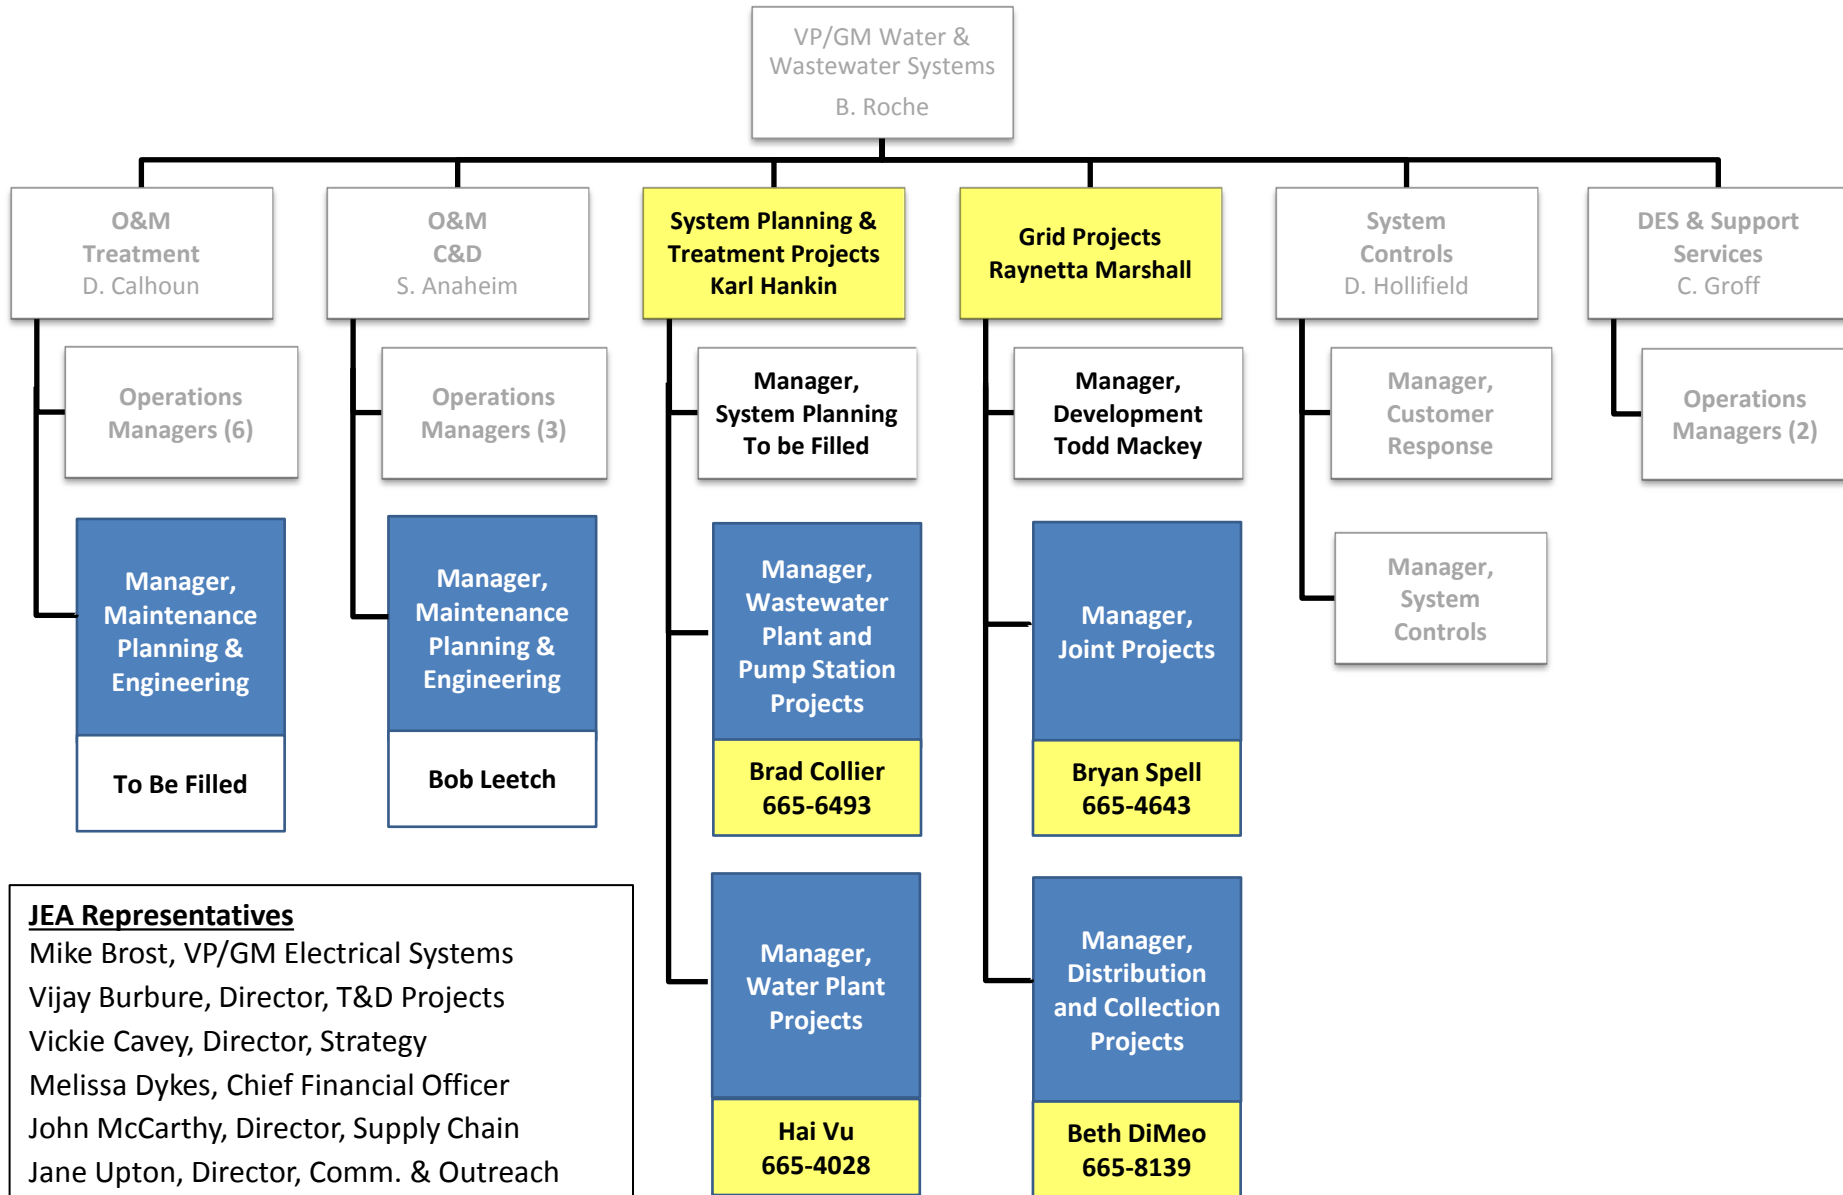 VP/GM Water &
Wastewater Systems
B. Roche
O&M
Treatment
D. Calhoun
O&M
C&D
S. Anaheim
System Planning &
Treatment Projects
Karl Hankin
Grid Projects
Raynetta Marshall
System
Controls
D. Hollifield
DES & Support
Services
C. Groff
Operations
Managers (6)
Operations
Managers (3)
Manager,
System Planning
To be Filled
Manager,
Development
Todd Mackey
Manager,
Customer
Response
Operations
Managers (2)
Manager,
Maintenance
Planning &
Engineering
To Be Filled
Manager,
Maintenance
Planning &
Engineering
Bob Leetch
Manager,
Wastewater
Plant and
Pump Station
Projects
Brad Collier
665-6493
Manager,
Joint Projects
Bryan Spell
665-4643
Manager,
System
Controls
Manager,
Water Plant
Projects
Hai Vu
665-4028
Manager,
Distribution
and Collection
Projects
Beth DiMeo
665-8139
JEA Representatives
Mike Brost, VP/GM Electrical Systems
Vijay Burbure, Director, T&D Projects
Vickie Cavey, Director, Strategy
Melissa Dykes, Chief Financial Officer
John McCarthy, Director, Supply Chain
Jane Upton, Director, Comm. & Outreach